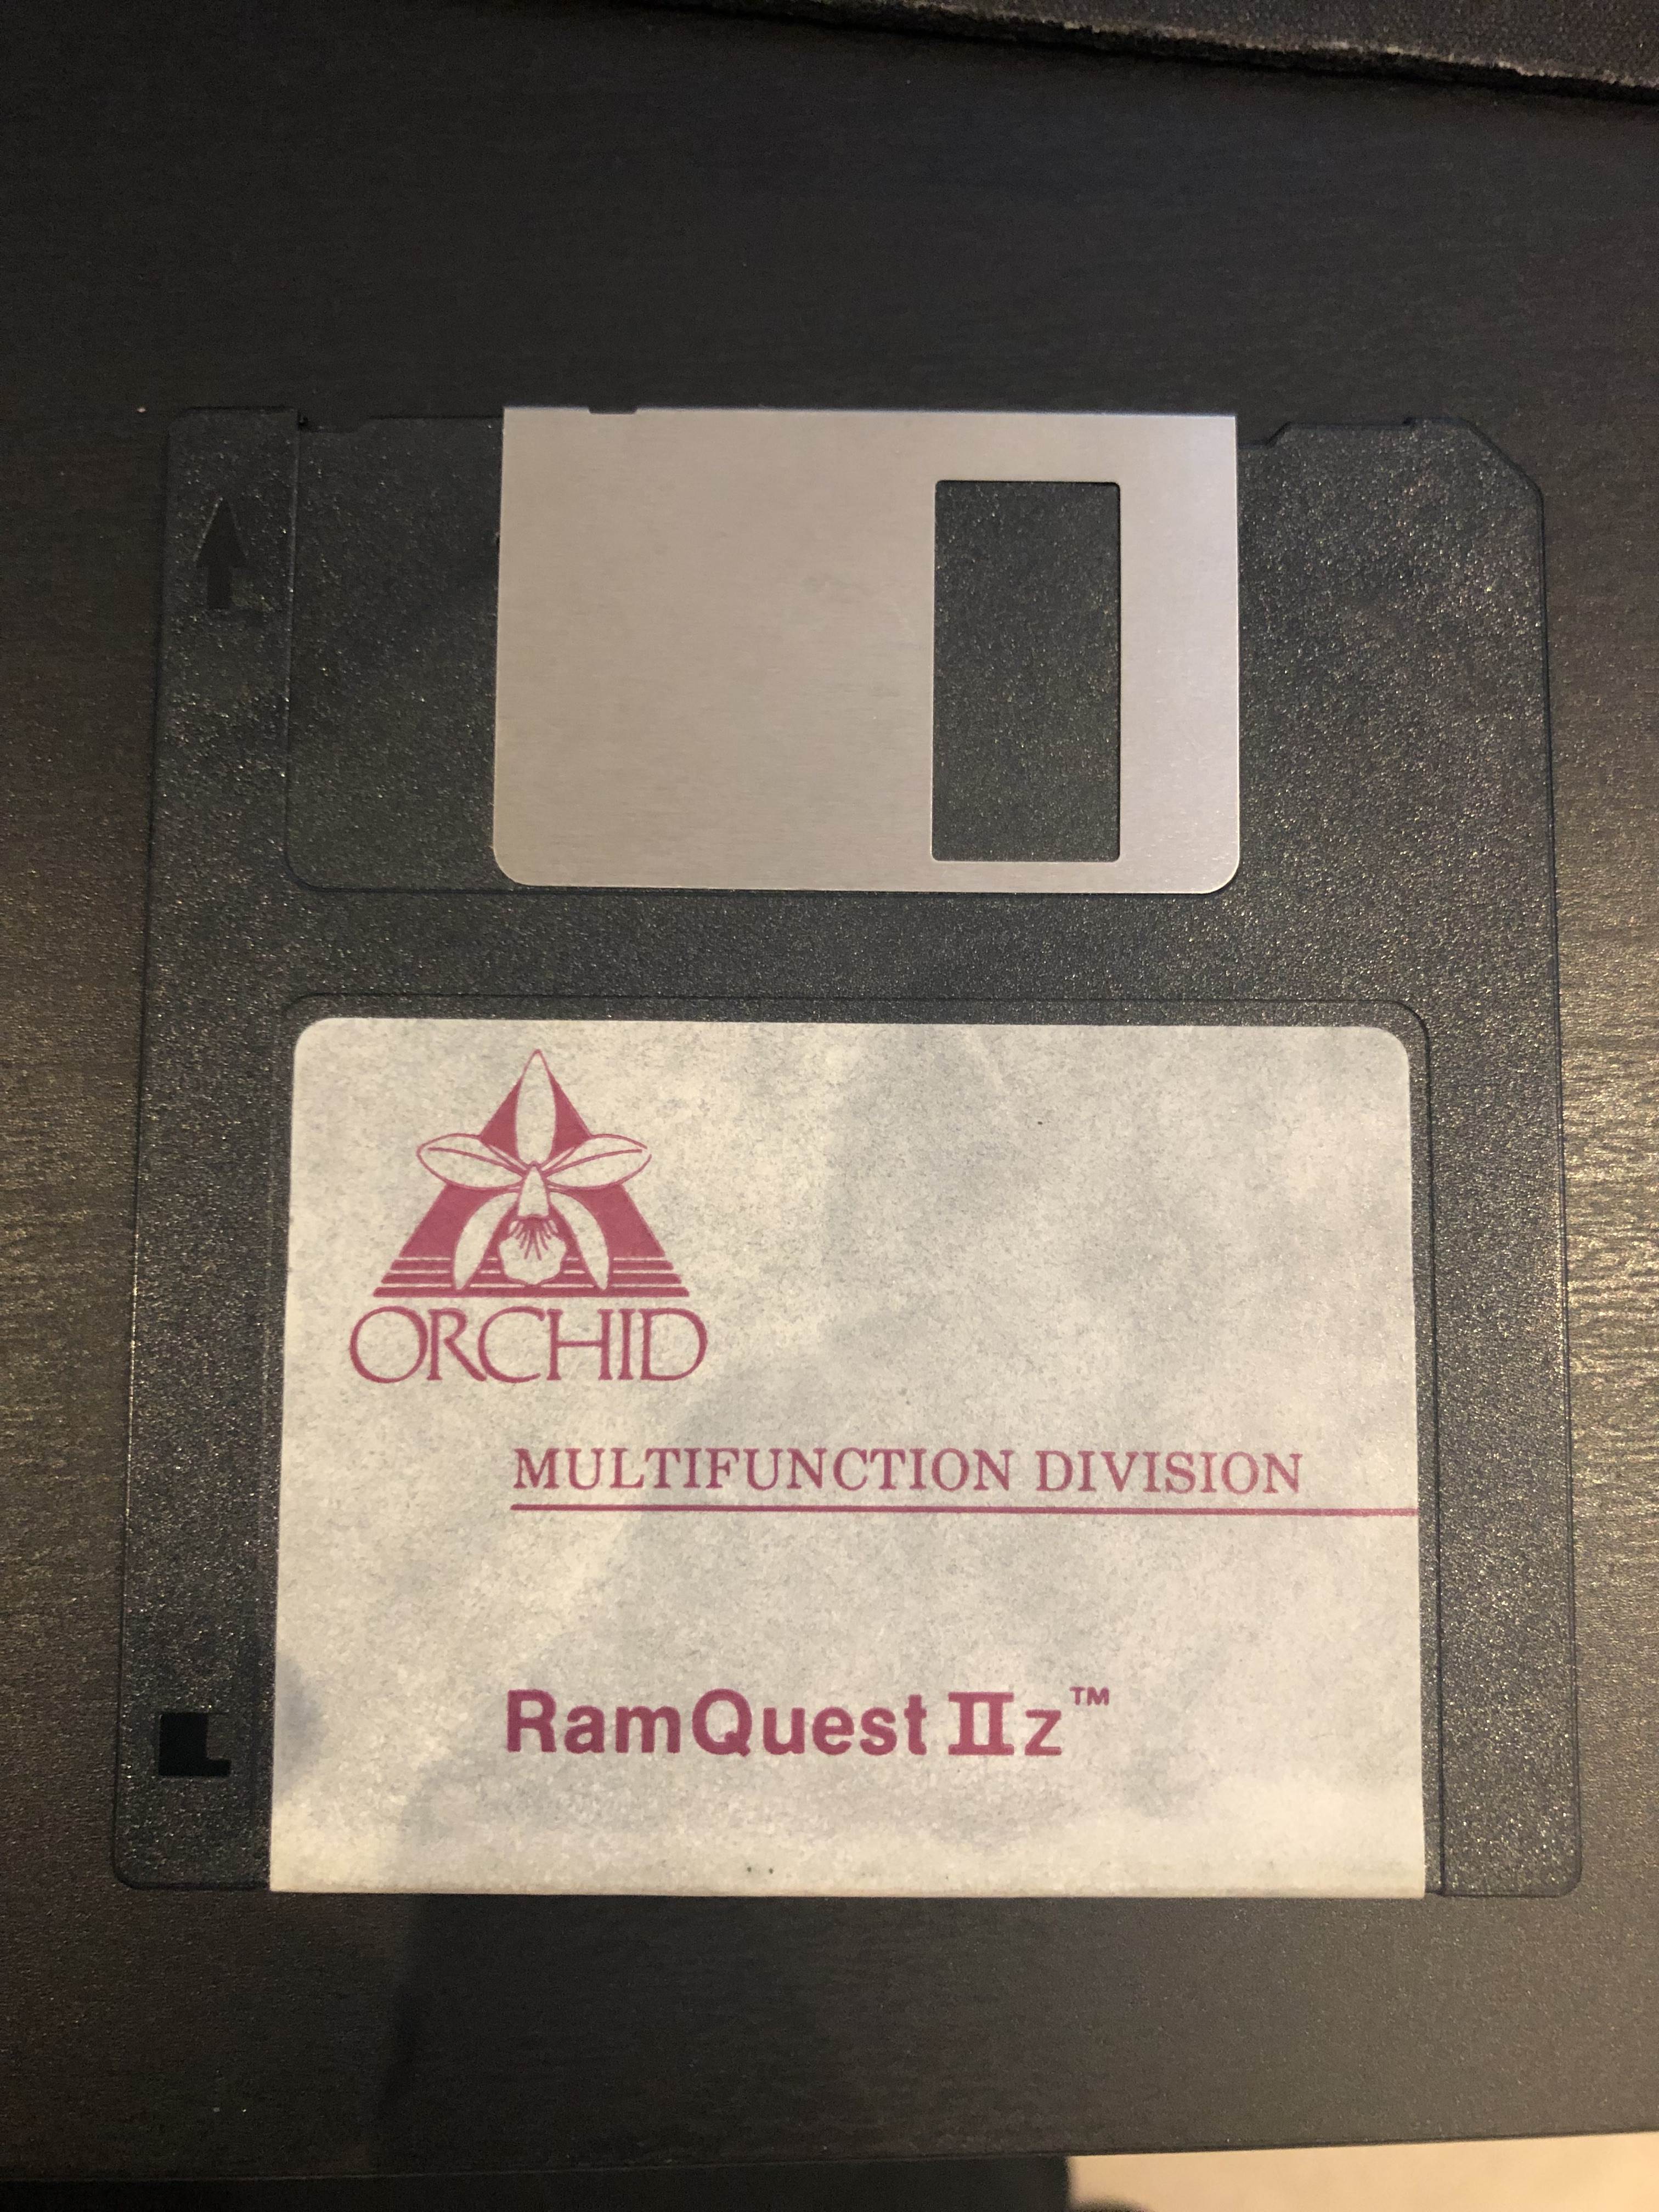 ORCHID
MULTIFUNCTION DIVISION
RamQuest IIz™